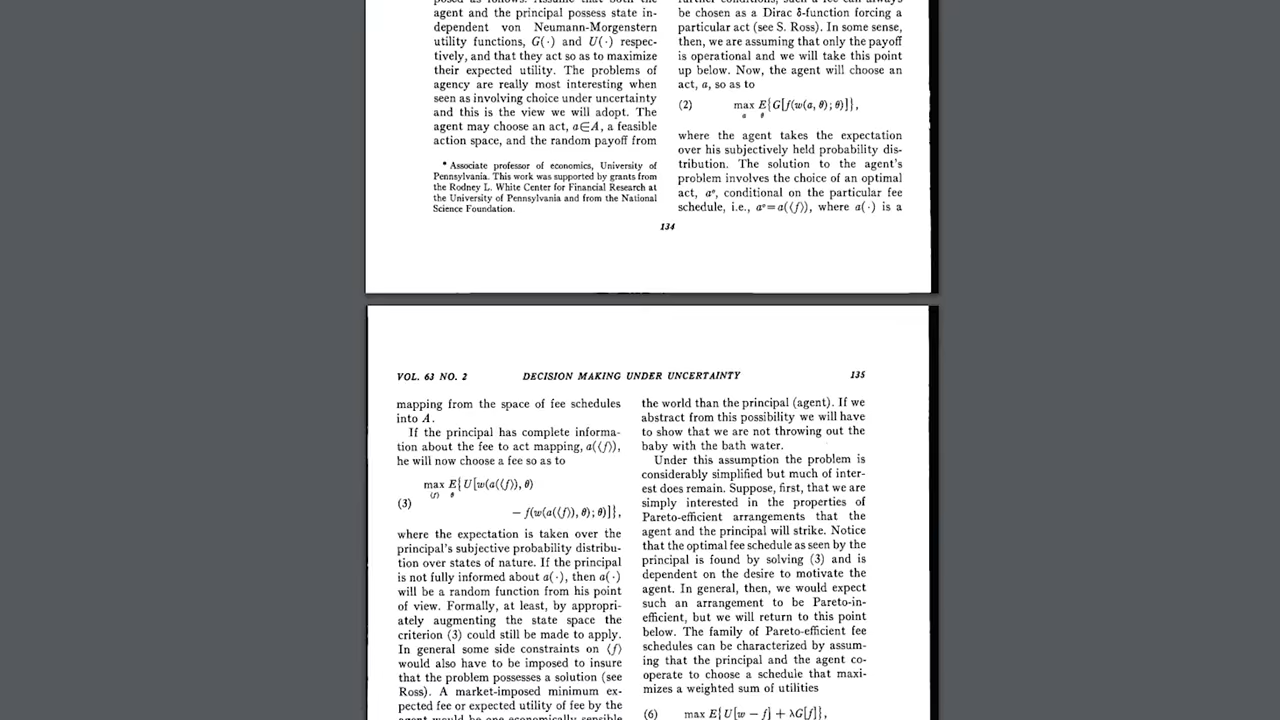 posed as follows. Assume that both the
agent and the principal possess state in-
dependent von Neumann-Morgenstern
utility functions, G(·) and U(·) respec-
tively, and that they act so as to maximize
their expected utility. The problems of
agency are really most interesting when
seen as involving choice under uncertainty
and this is the view we will adopt. The
agent may choose an act, a∈A, a feasible
action space, and the random payoff from
* Associate professor of economics, University of
Pennsylvania. This work was supported by grants from
the Rodney L. White Center for Financial Research at
the University of Pennsylvania and from the National
Science Foundation.
further conditions, such a fee can always
be chosen as a Dirac δ-function forcing a
particular act (see S. Ross). In some sense,
then, we are assuming that only the payoff
is operational and we will take this point
up below. Now, the agent will choose an
act, a, so as to
(2) max E{G[f(w(a, θ); θ)]},
a θ
where the agent takes the expectation
over his subjectively held probability dis-
tribution. The solution to the agent's
problem involves the choice of an optimal
act, a°, conditional on the particular fee
schedule, i.e., a°=a(⟨f⟩), where a(·) is a
134
VOL. 63 NO. 2 DECISION MAKING UNDER UNCERTAINTY 135
mapping from the space of fee schedules
into A.
If the principal has complete informa-
tion about the fee to act mapping, a(⟨f⟩),
he will now choose a fee so as to
max E{U[w(a(⟨f⟩), θ)
⟨f⟩ θ
(3)
− f(w(a(⟨f⟩), θ); θ)]},
where the expectation is taken over the
principal's subjective probability distribu-
tion over states of nature. If the principal
is not fully informed about a(·), then a(·)
will be a random function from his point
of view. Formally, at least, by appropri-
ately augmenting the state space the
criterion (3) could still be made to apply.
In general some side constraints on ⟨f⟩
would also have to be imposed to insure
that the problem possesses a solution (see
Ross). A market-imposed minimum ex-
pected fee or expected utility of fee by the
agent would be one economically sensible
the world than the principal (agent). If we
abstract from this possibility we will have
to show that we are not throwing out the
baby with the bath water.
Under this assumption the problem is
considerably simplified but much of inter-
est does remain. Suppose, first, that we are
simply interested in the properties of
Pareto-efficient arrangements that the
agent and the principal will strike. Notice
that the optimal fee schedule as seen by the
principal is found by solving (3) and is
dependent on the desire to motivate the
agent. In general, then, we would expect
such an arrangement to be Pareto-in-
efficient, but we will return to this point
below. The family of Pareto-efficient fee
schedules can be characterized by assum-
ing that the principal and the agent co-
operate to choose a schedule that maxi-
mizes a weighted sum of utilities
(6) max E{U[w − f] + λG[f]},